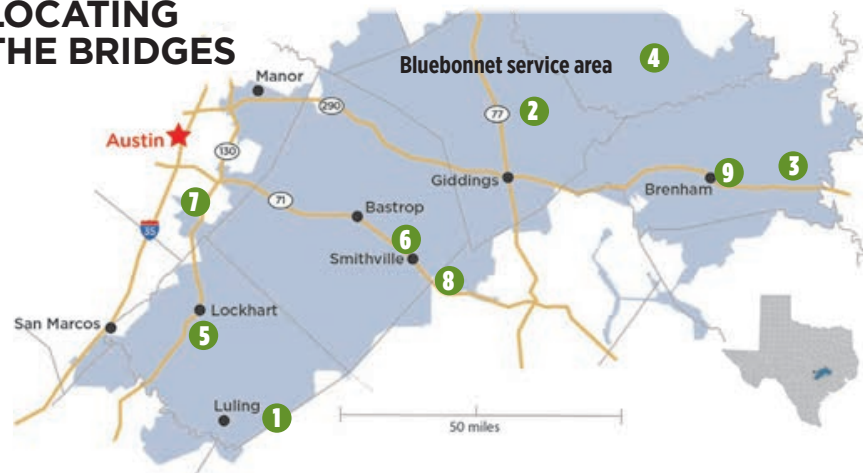 LOCATING
THE BRIDGES
Bluebonnet service area
4
Manor
290
77
2
Austin
130
3
9
Giddings
Brenham
7
71
Bastrop
35
6
Smithville
8
San Marcos
Lockhart
5
Luling
1
50 miles